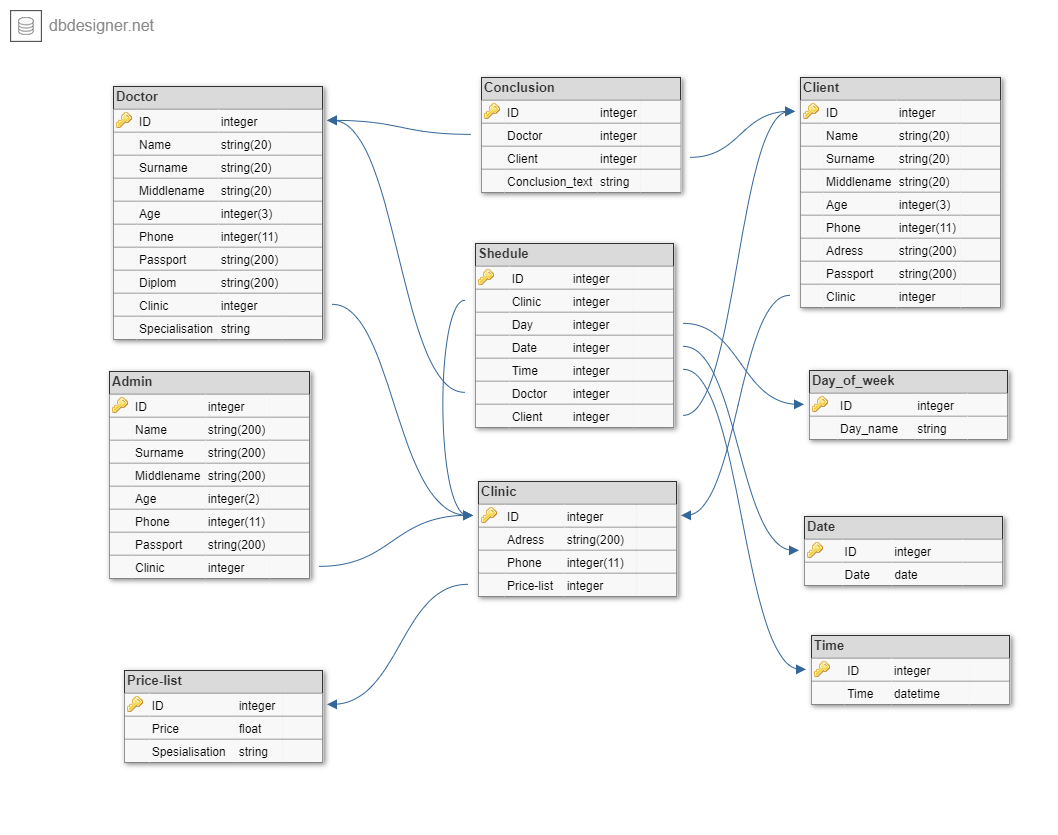 dbdesigner.net
Doctor
ID integer
Name string(20)
Surname string(20)
Middlename string(20)
Age integer(3)
Phone integer(11)
Passport string(200)
Diplom string(200)
Clinic integer
Specialisation string
Conclusion
ID integer
Doctor integer
Client integer
Conclusion_text string
Client
ID integer
Name string(20)
Surname string(20)
Middlename string(20)
Age integer(3)
Phone integer(11)
Adress string(200)
Passport string(200)
Clinic integer
Shedule
ID integer
Clinic integer
Day integer
Date integer
Time integer
Doctor integer
Client integer
Admin
ID integer
Name string(200)
Surname string(200)
Middlename string(200)
Age integer(2)
Phone integer(11)
Passport string(200)
Clinic integer
Day_of_week
ID integer
Day_name string
Clinic
ID integer
Adress string(200)
Phone integer(11)
Price-list integer
Date
ID integer
Date date
Time
ID integer
Time datetime
Price-list
ID integer
Price float
Spesialisation string